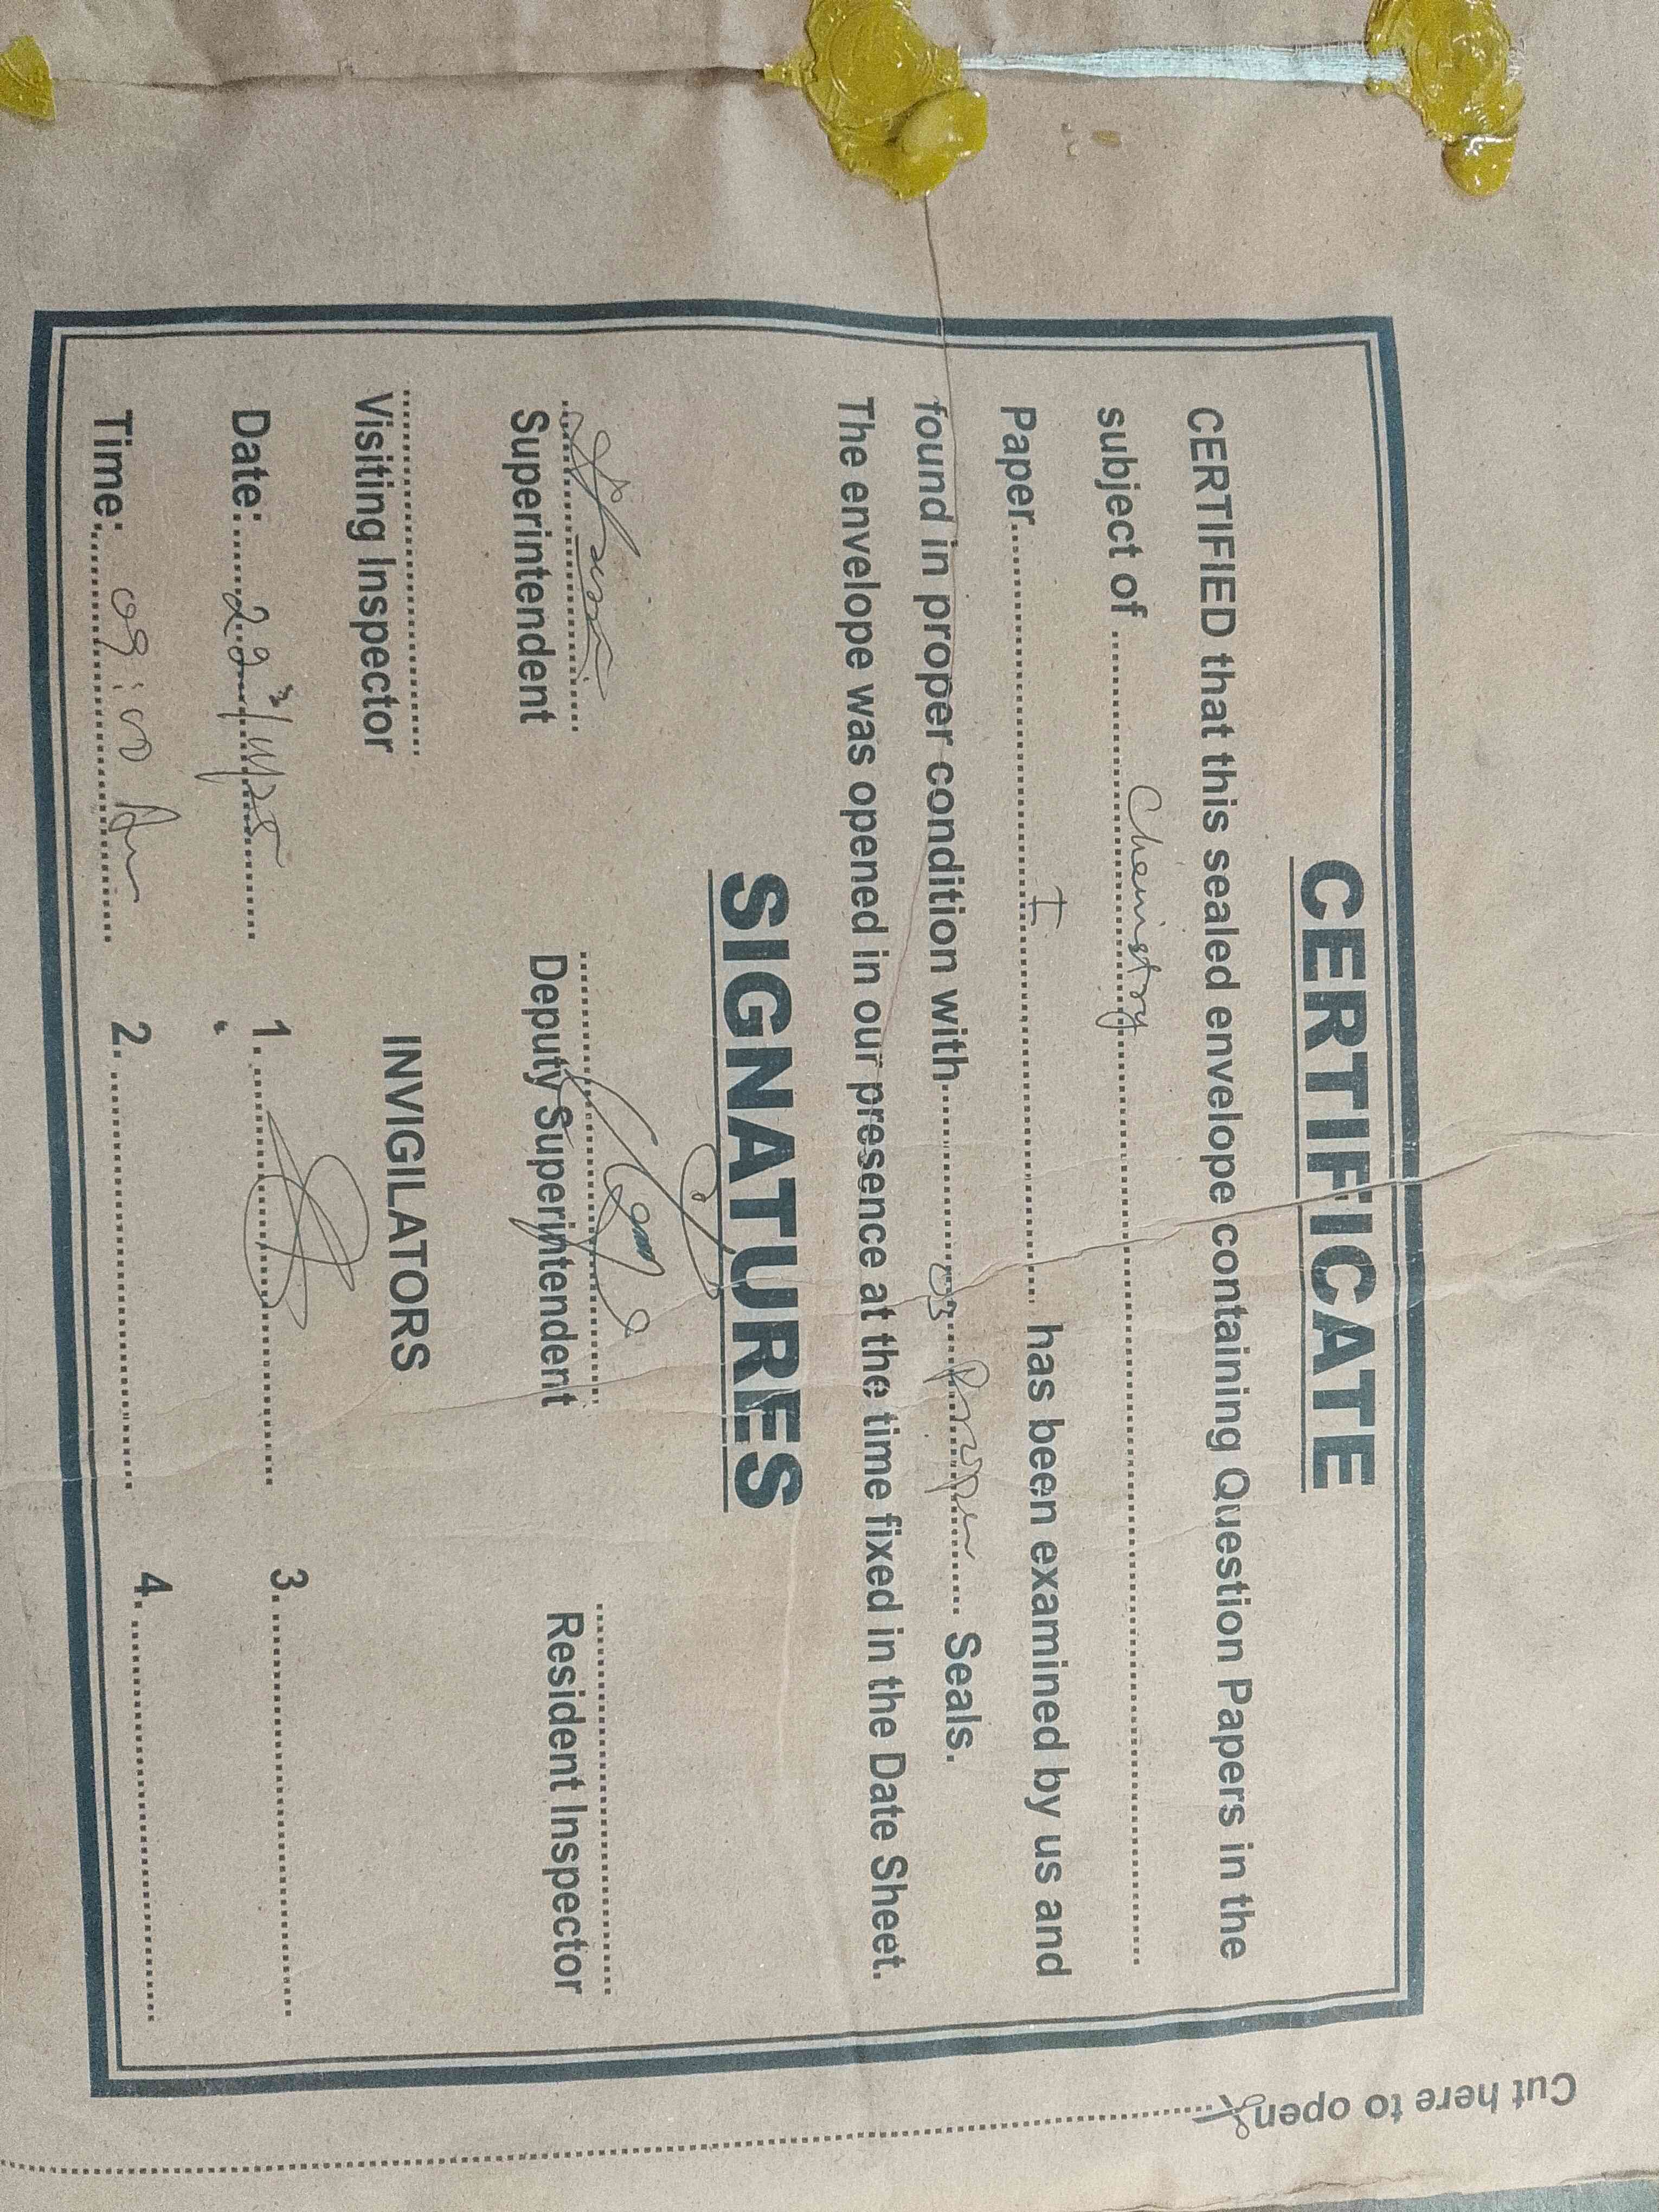 CERTIFICATE
CERTIFIED that this sealed envelope containing Question Papers in the
subject of Chemistry
Paper I has been examined by us and
found in proper condition with 03 proper Seals.
The envelope was opened in our presence at the time fixed in the Date Sheet.
SIGNATURES
Superintendent Deputy Superintendent Resident Inspector
Visiting Inspector INVIGILATORS
Date: 1. 3.
Time: 2. 4.
Cut here to open